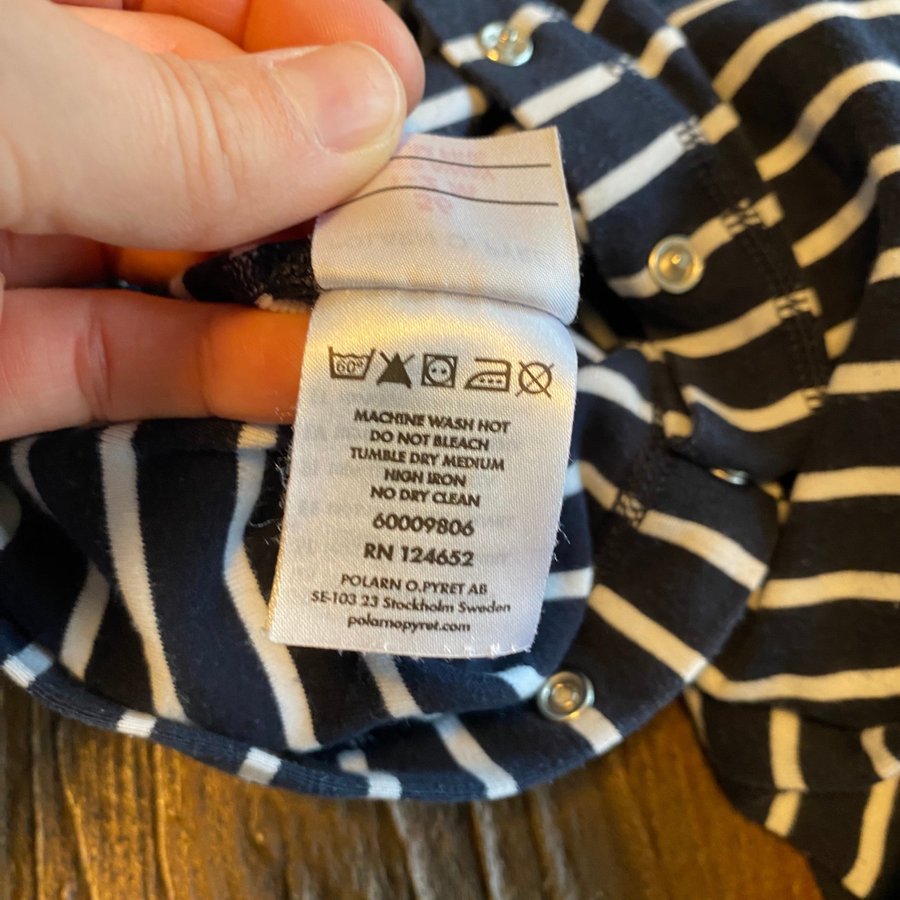 60°
MACHINE WASH HOT
DO NOT BLEACH
TUMBLE DRY MEDIUM
HIGH IRON
NO DRY CLEAN
60009806
RN 124652
POLARN O.PYRET AB
SE-103 23 Stockholm Sweden
polarnopyret.com